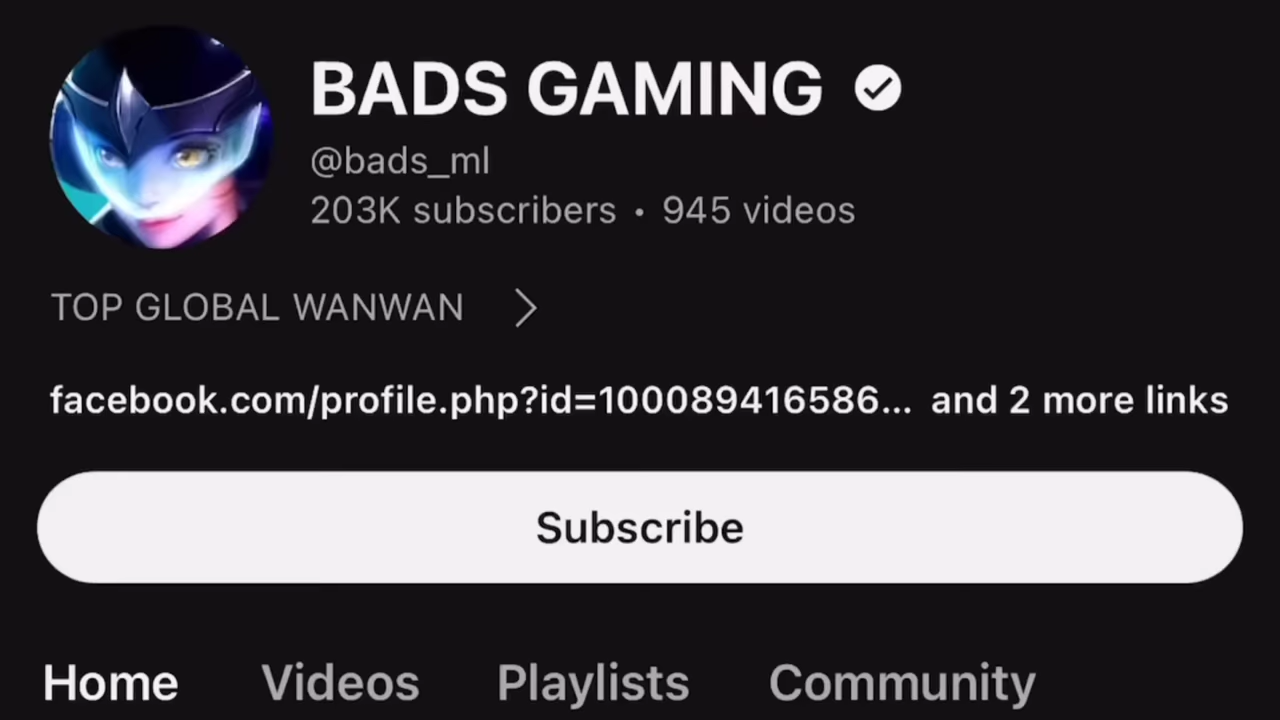 BADS GAMING
@bads_ml
203K subscribers • 945 videos
TOP GLOBAL WANWAN
facebook.com/profile.php?id=100089416586... and 2 more links
Subscribe
Home Videos Playlists Community